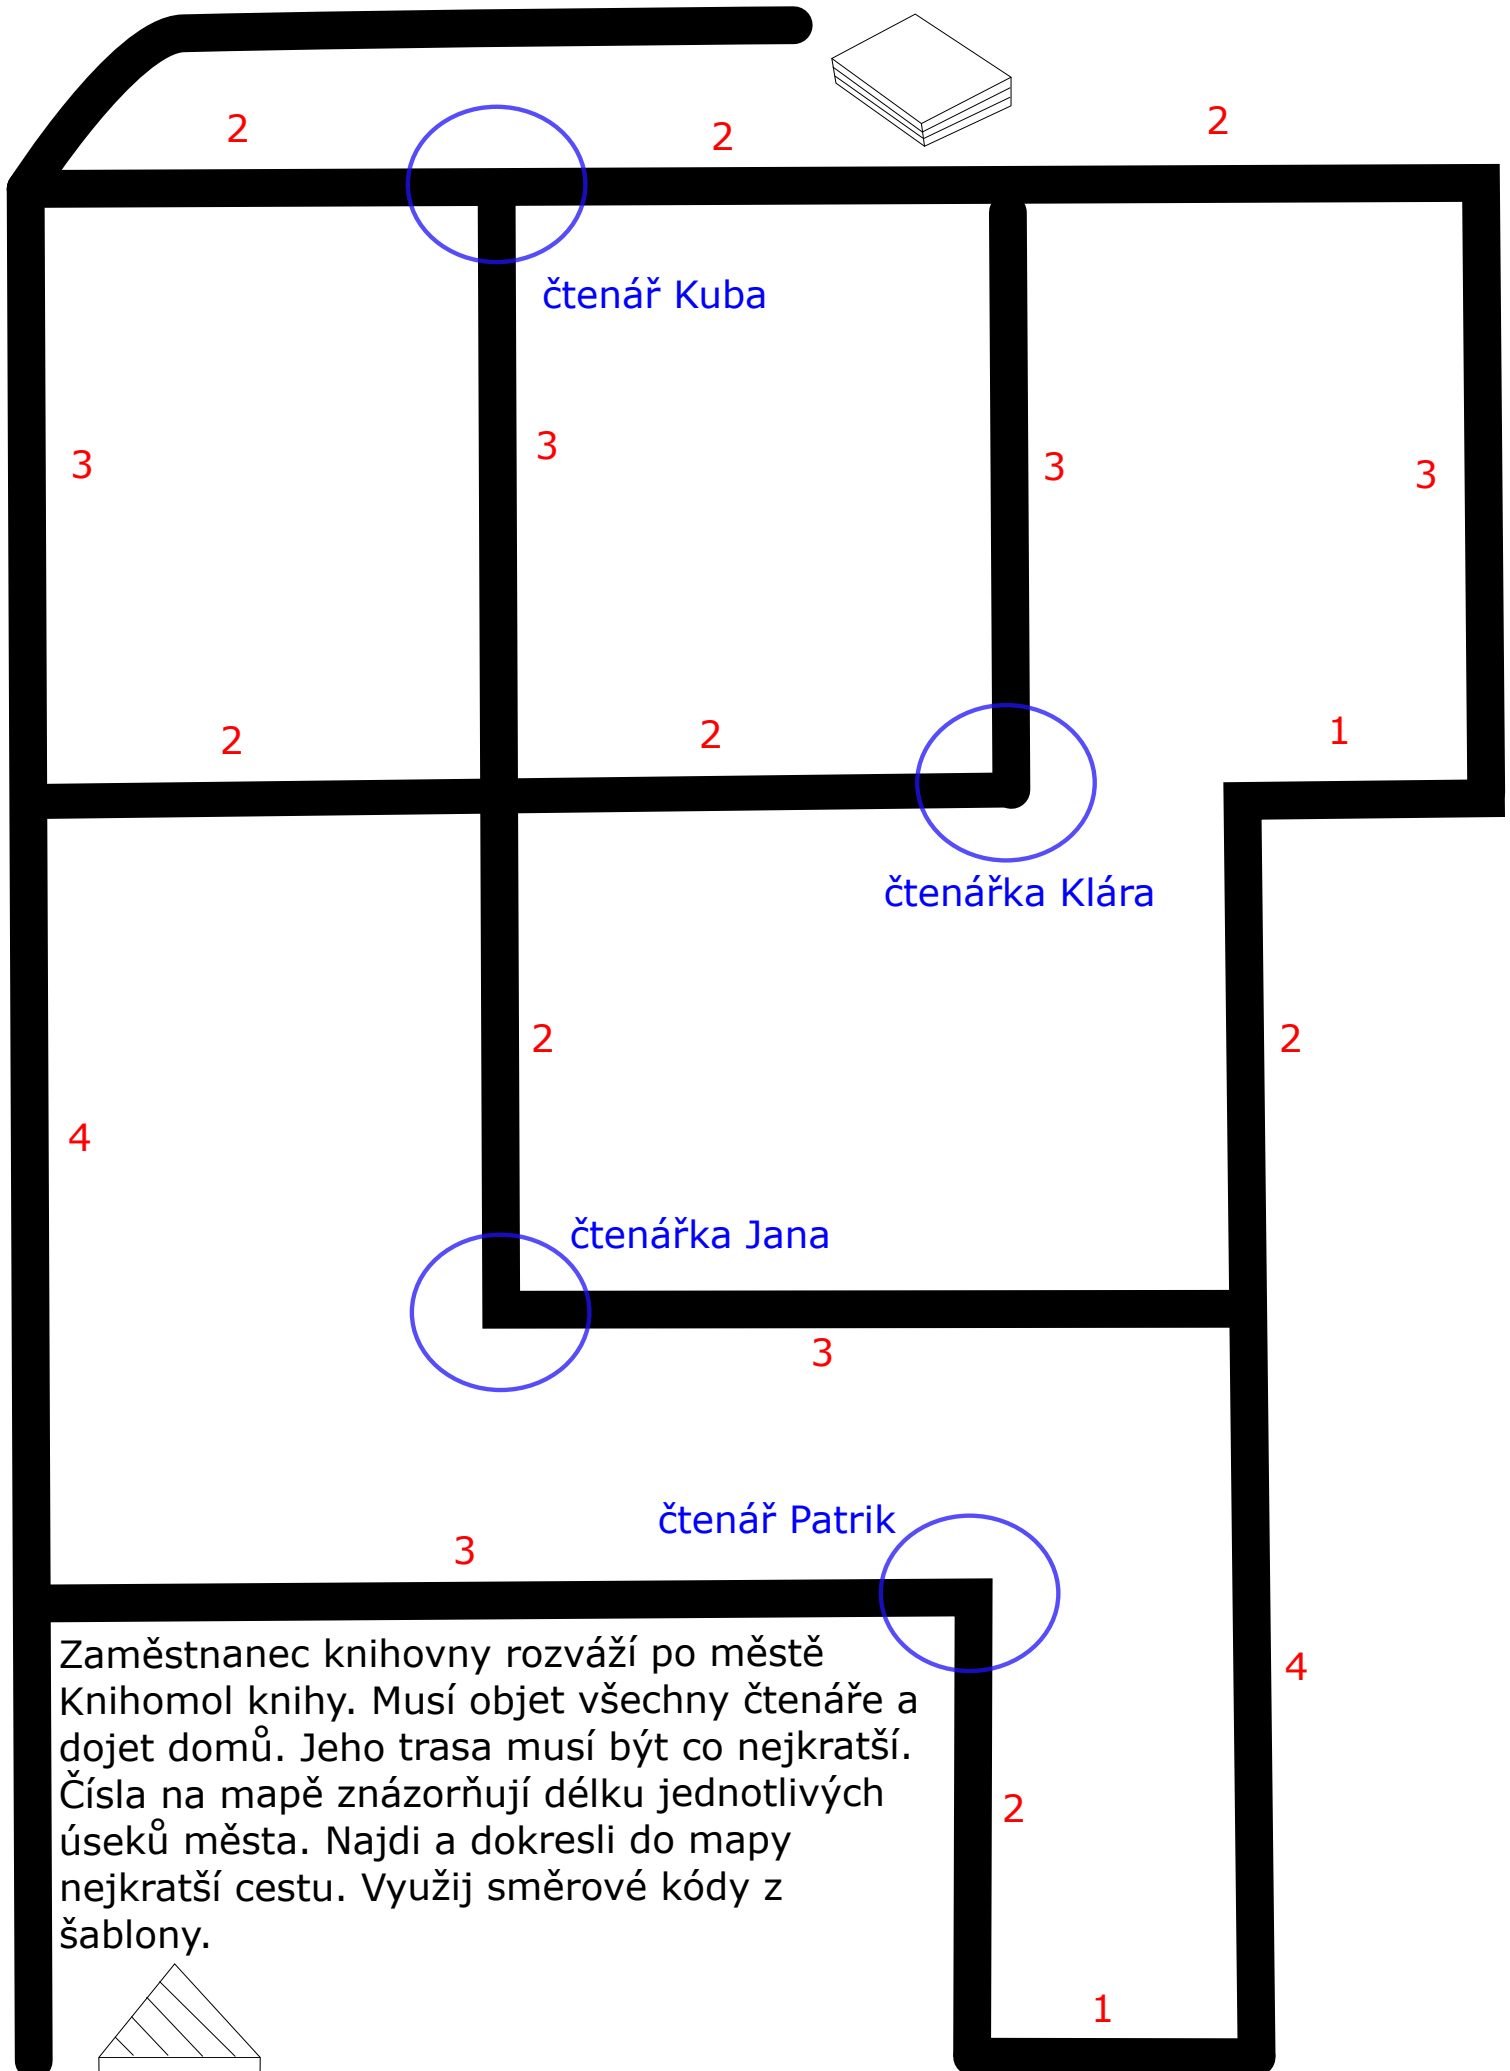 2
2
2
čtenář Kuba
3
3
3
3
2
2
1
čtenářka Klára
2
2
4
čtenářka Jana
3
čtenář Patrik
3
Zaměstnanec knihovny rozváží po městě
Knihomol knihy. Musí objet všechny čtenáře a
dojet domů. Jeho trasa musí být co nejkratší.
Čísla na mapě znázorňují délku jednotlivých
úseků města. Najdi a dokresli do mapy
nejkratší cestu. Využij směrové kódy z
šablony.
4
2
1